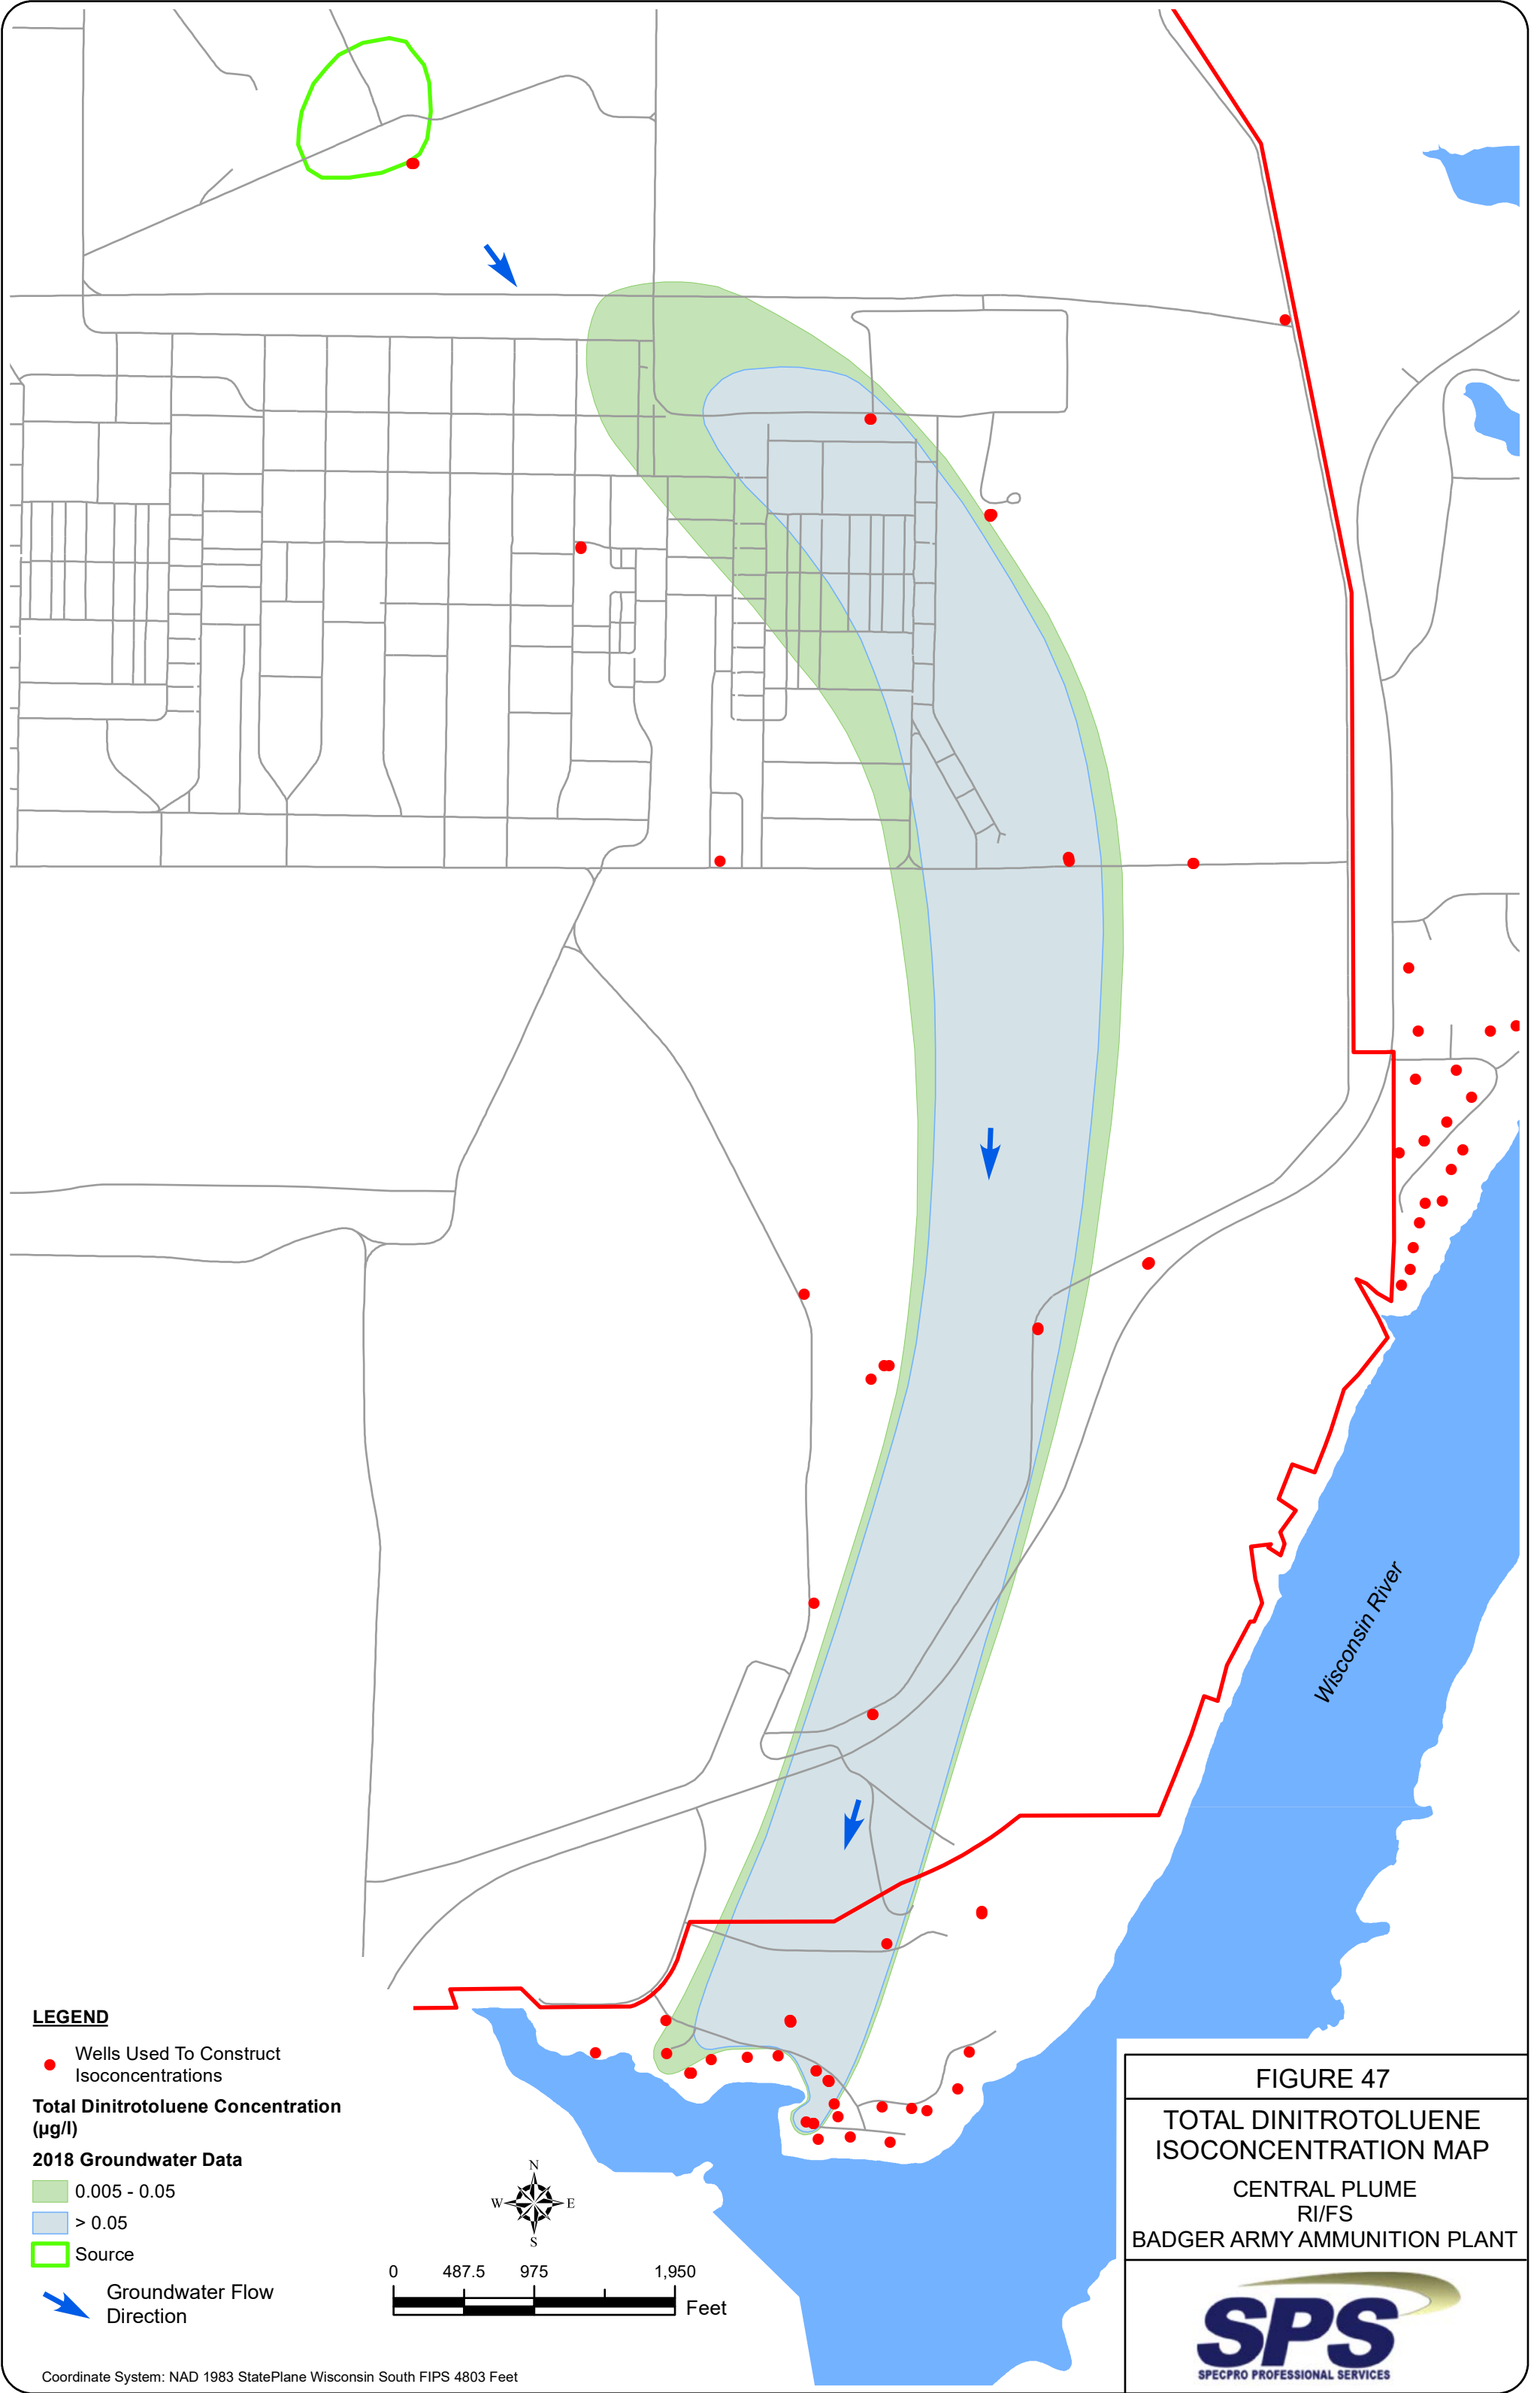 Wisconsin River
LEGEND
Wells Used To Construct
Isoconcentrations
Total Dinitrotoluene Concentration
(µg/l)
2018 Groundwater Data
0.005 - 0.05
> 0.05
Source
Groundwater Flow
Direction
N
W E
S
0 487.5 975 1,950
Feet
Coordinate System: NAD 1983 StatePlane Wisconsin South FIPS 4803 Feet
FIGURE 47
TOTAL DINITROTOLUENE
ISOCONCENTRATION MAP
CENTRAL PLUME
RI/FS
BADGER ARMY AMMUNITION PLANT
SPS
SPECPRO PROFESSIONAL SERVICES